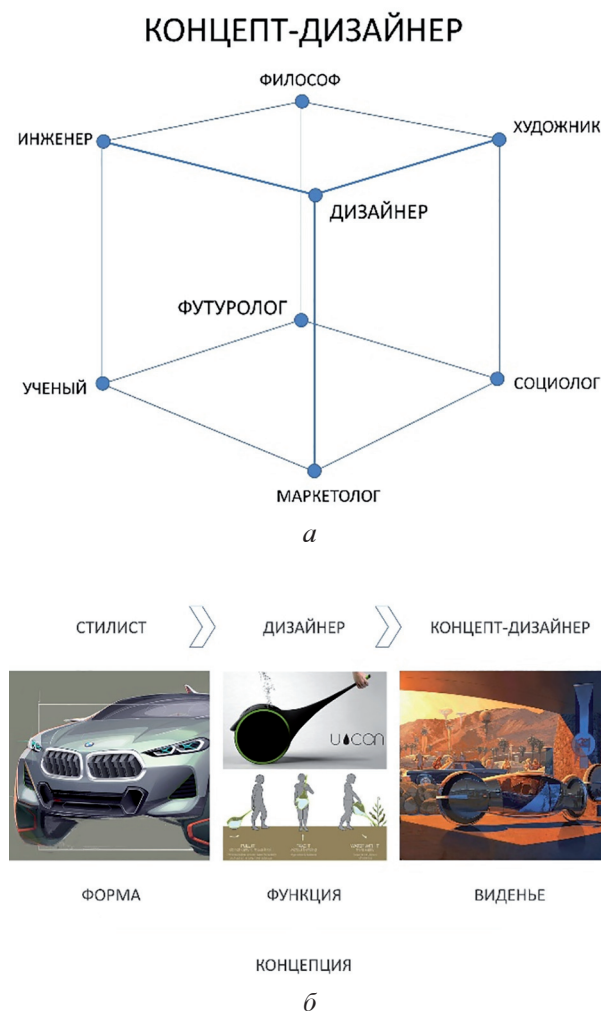 КОНЦЕПТ-ДИЗАЙНЕР
ФИЛОСОФ
ИНЖЕНЕР
ХУДОЖНИК
ДИЗАЙНЕР
ФУТУРОЛОГ
УЧЕНЫЙ
СОЦИОЛОГ
МАРКЕТОЛОГ
а
СТИЛИСТ
ДИЗАЙНЕР
КОНЦЕПТ-ДИЗАЙНЕР
ФОРМА
ФУНКЦИЯ
ВИДЕНЬЕ
КОНЦЕПЦИЯ
б